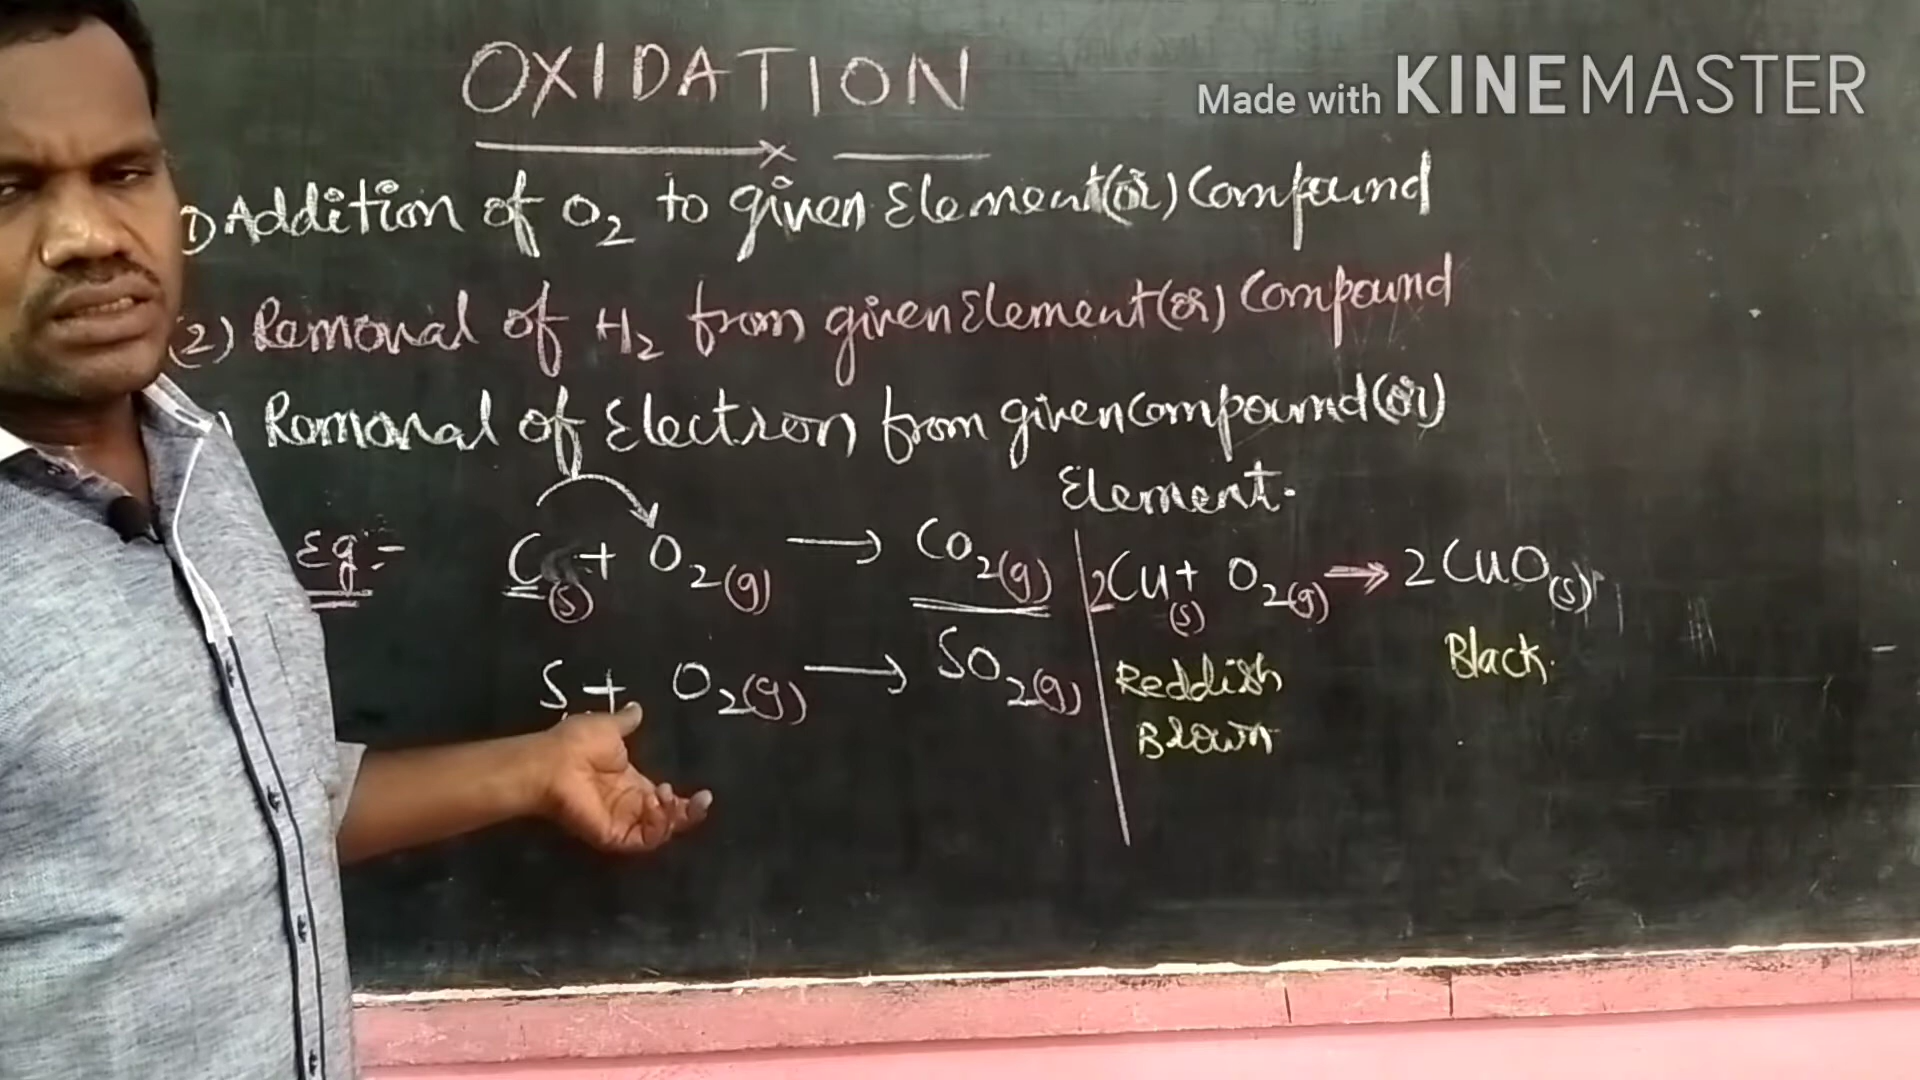 OXIDATION
Made with KINEMASTER
1) Addition of O₂ to given Element (or) Compound
(2) Removal of H₂ from given Element (or) Compound
) Removal of Electron from given compound (or)
Element.
Eg:- C(s) + O₂(g) → CO₂(g)
2Cu(s) + O₂(g) → 2CuO(s)
S + O₂(g) → SO₂(g)
Reddish
Brown
Black.